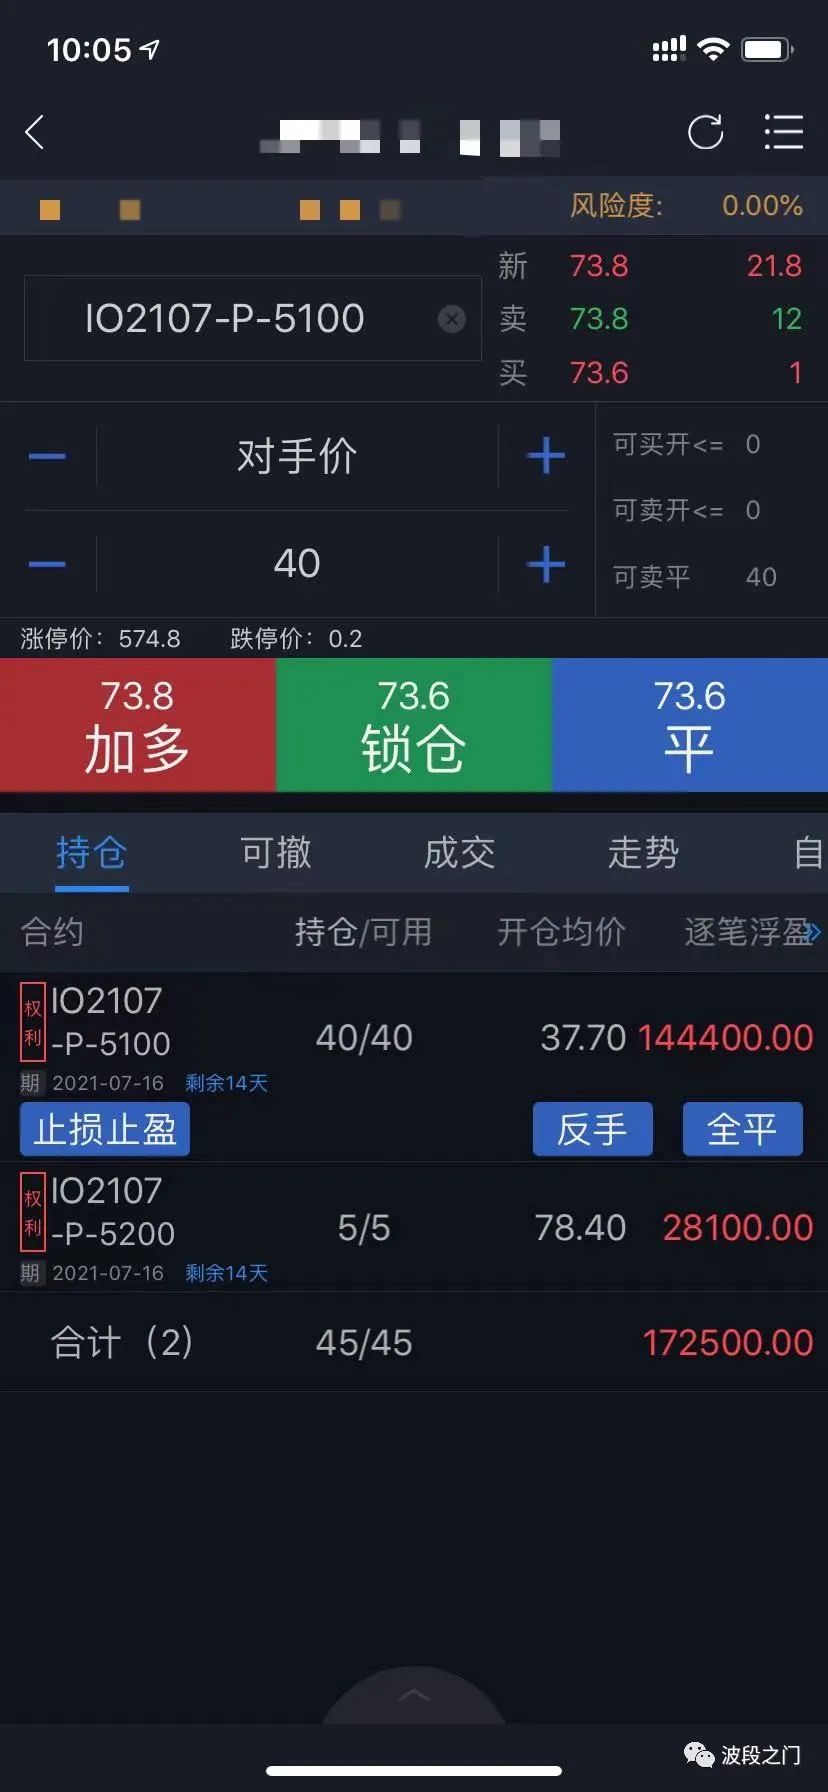 10:05
风险度: 0.00%
新 73.8 21.8
IO2107-P-5100
卖 73.8 12
买 73.6 1
对手价
可买开<= 0
可卖开<= 0
40
可卖平 40
涨停价：574.8 跌停价：0.2
73.8 73.6 73.6
加多 锁仓 平
持仓 可撤 成交 走势 自
合约 持仓/可用 开仓均价 逐笔浮盈
权利 IO2107
-P-5100 40/40 37.70 144400.00
期 2021-07-16 剩余14天
止损止盈 反手 全平
权利 IO2107
-P-5200 5/5 78.40 28100.00
期 2021-07-16 剩余14天
合计（2） 45/45 172500.00
波段之门